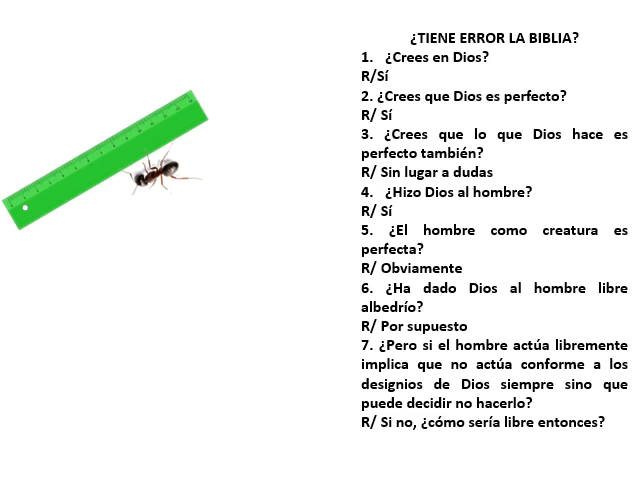 ¿TIENE ERROR LA BIBLIA?
1. ¿Crees en Dios?
R/Sí
2. ¿Crees que Dios es perfecto?
R/ Sí
3. ¿Crees que lo que Dios hace es
perfecto también?
R/ Sin lugar a dudas
4. ¿Hizo Dios al hombre?
R/ Sí
5. ¿El hombre como creatura es
perfecta?
R/ Obviamente
6. ¿Ha dado Dios al hombre libre
albedrío?
R/ Por supuesto
7. ¿Pero si el hombre actúa libremente
implica que no actúa conforme a los
designios de Dios siempre sino que
puede decidir no hacerlo?
R/ Si no, ¿cómo sería libre entonces?